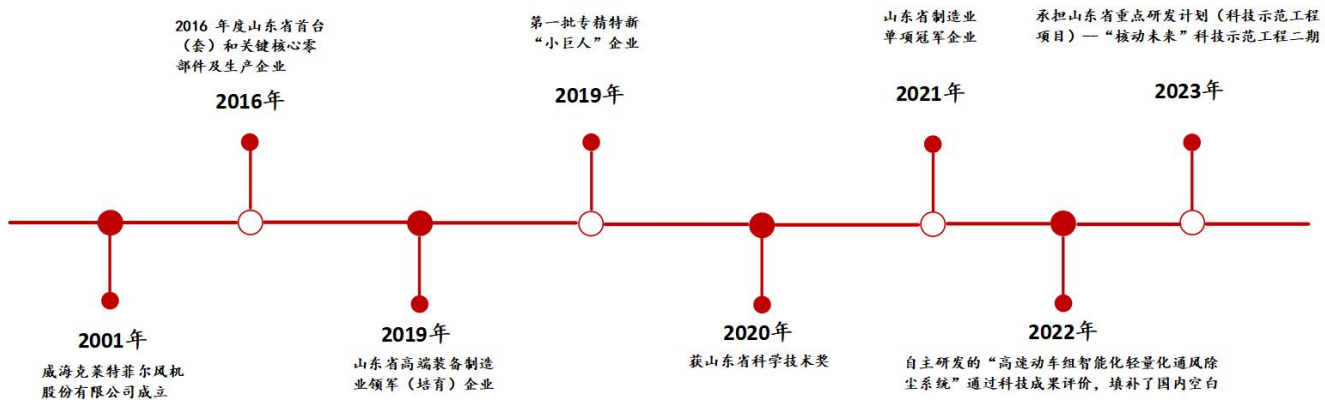 2016 年度山东省首台
（套）和关键核心零
部件及生产企业
2016年
第一批专精特新
“小巨人”企业
2019年
山东省制造业
单项冠军企业
2021年
承担山东省重点研发计划（科技示范工程
项目）—“核动未来”科技示范工程二期
2023年
2001年
威海克莱特菲尔风机
股份有限公司成立
2019年
山东省高端装备制造
业领军（培育）企业
2020年
获山东省科学技术奖
2022年
自主研发的“高速动车组智能化轻量化通风除
尘系统”通过科技成果评价，填补了国内空白